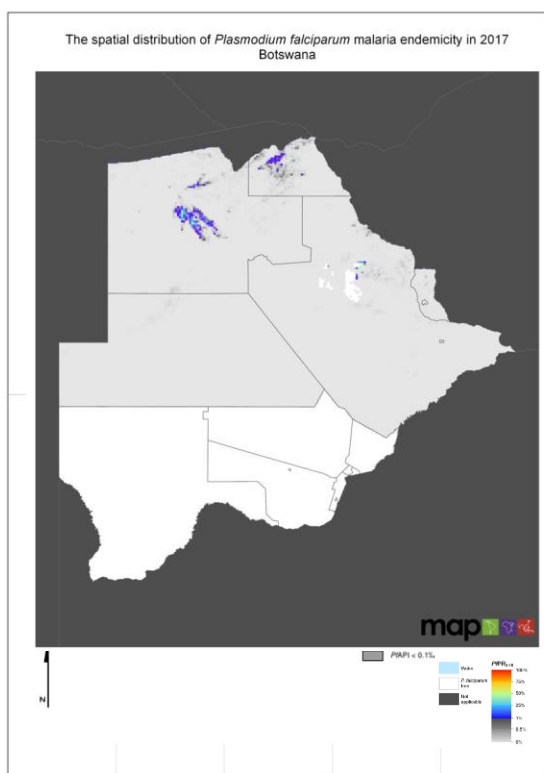 The spatial distribution of Plasmodium falciparum malaria endemicity in 2017
Botswana
map
PfAPI < 0.1‰
Water
P. falciparum
free
Not
applicable
PfPR2-10
100%
75%
50%
25%
1%
0.5%
0%
N